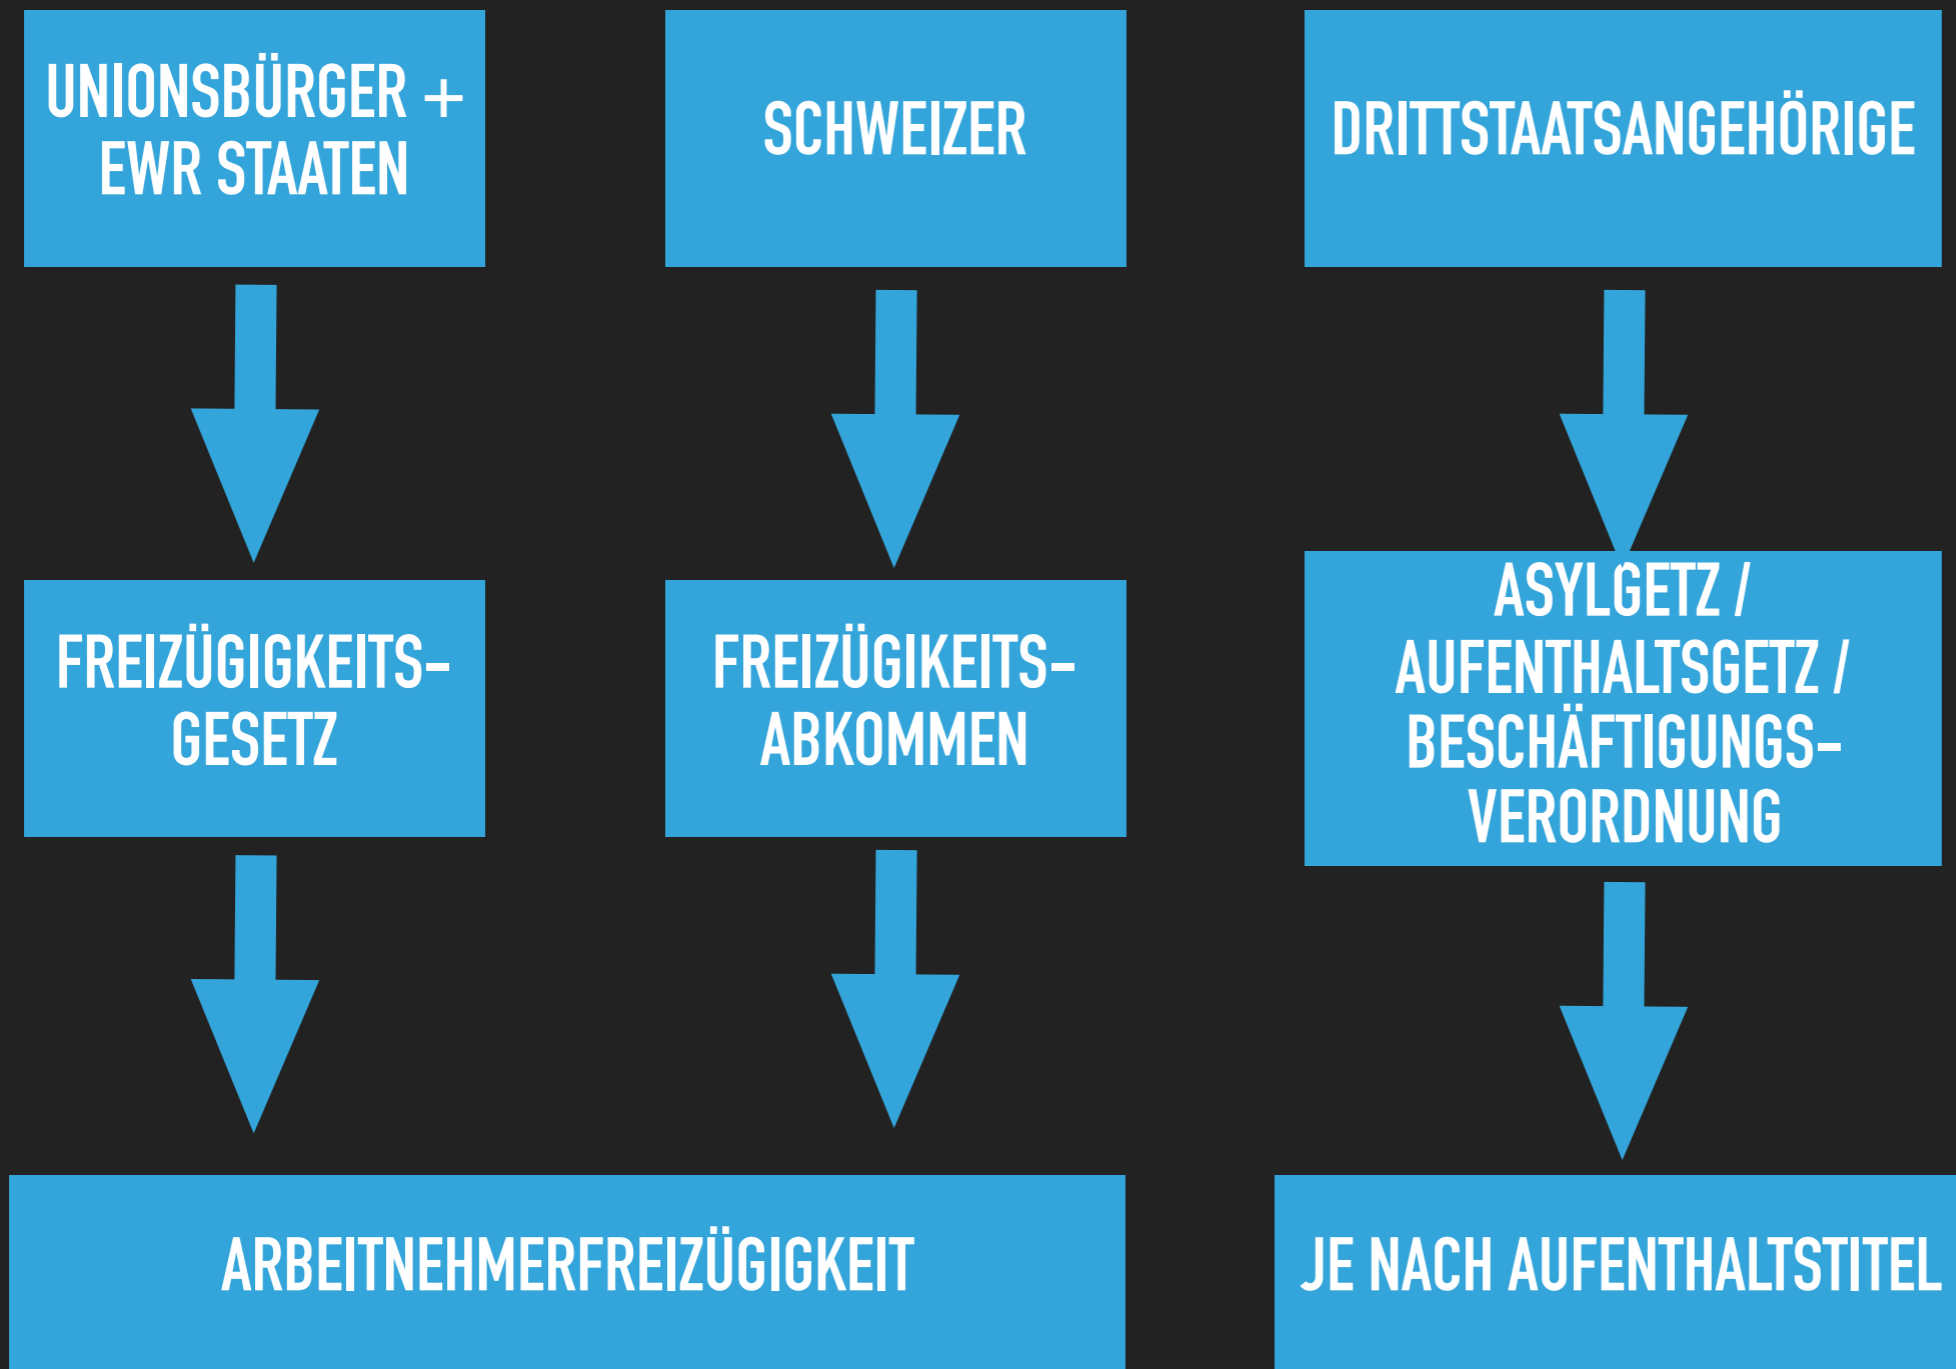 UNIONSBÜRGER +
EWR STAATEN
SCHWEIZER
DRITTSTAATSANGEHÖRIGE
FREIZÜGIGKEITS-
GESETZ
FREIZÜGIKEITS-
ABKOMMEN
ASYLGETZ /
AUFENTHALTSGETZ /
BESCHÄFTIGUNGS-
VERORDNUNG
ARBEITNEHMERFREIZÜGIGKEIT
JE NACH AUFENTHALTSTITEL